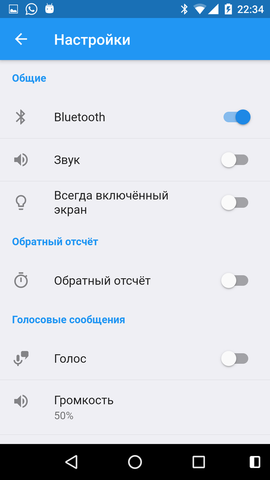 22:34
Настройки
Общие
Bluetooth
Звук
Всегда включённый
экран
Обратный отсчёт
Обратный отсчёт
Голосовые сообщения
Голос
Громкость
50%